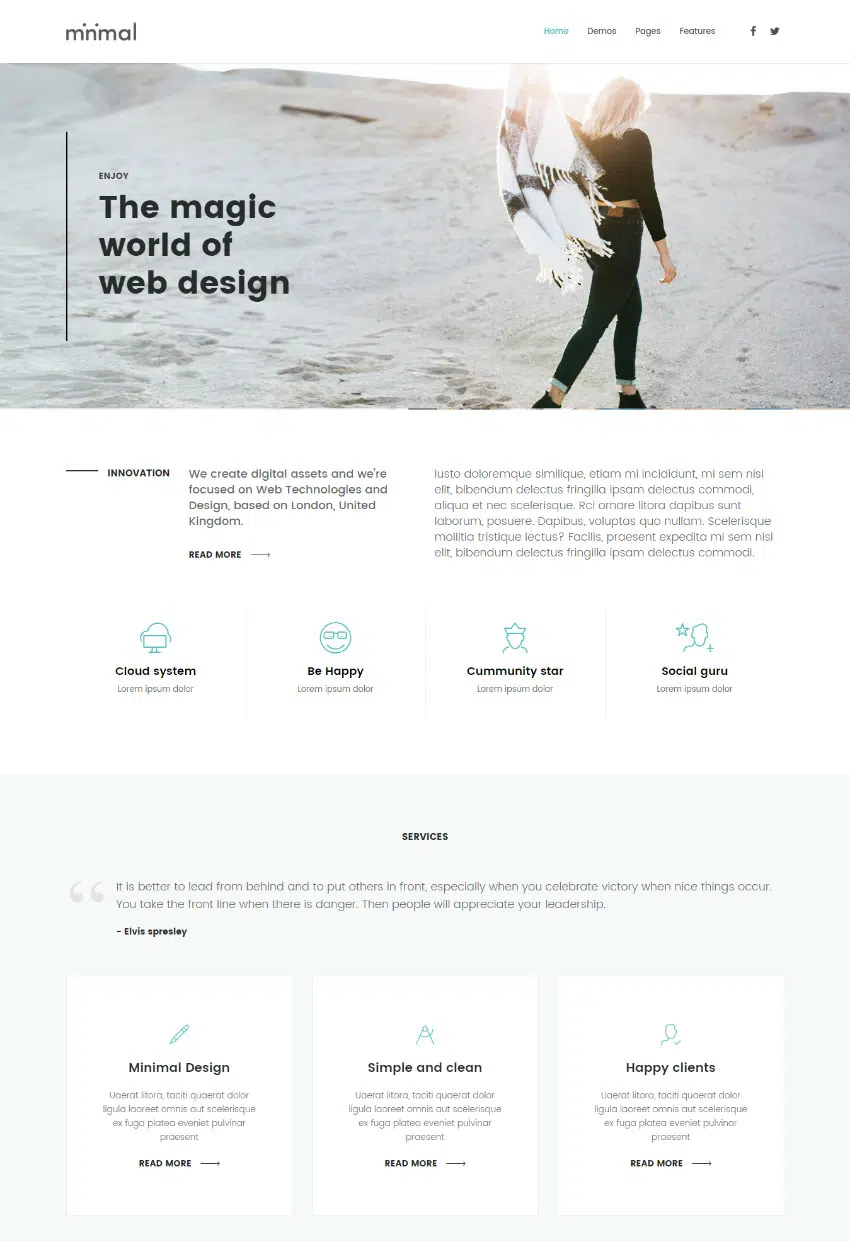 minimal
Home Demos Pages Features
ENJOY
The magic
world of
web design
INNOVATION
We create digital assets and we're
focused on Web Technologies and
Design, based on London, United
Kingdom.
READ MORE
Iusto doloremque similique, etiam mi incididunt, mi sem nisl
elit, bibendum delectus fringilla ipsam delectus commodi,
aliqua et nec scelerisque. Rci ornare litora dapibus sunt
laborum, posuere. Dapibus, voluptas quo nullam. Scelerisque
mollitia tristique lectus? Facilis, praesent expedita mi sem nisl
elit, bibendum delectus fringilla ipsam delectus commodi.
Cloud system
Lorem ipsum dolor
Be Happy
Lorem ipsum dolor
Cummunity star
Lorem ipsum dolor
Social guru
Lorem ipsum dolor
SERVICES
“ It is better to lead from behind and to put others in front, especially when you celebrate victory when nice things occur.
You take the front line when there is danger. Then people will appreciate your leadership.
- Elvis spresley
Minimal Design
Uaerat litora, taciti quaerat dolor
ligula laoreet omnis aut scelerisque
ex fuga platea eveniet pulvinar
praesent
READ MORE
Simple and clean
Uaerat litora, taciti quaerat dolor
ligula laoreet omnis aut scelerisque
ex fuga platea eveniet pulvinar
praesent
READ MORE
Happy clients
Uaerat litora, taciti quaerat dolor
ligula laoreet omnis aut scelerisque
ex fuga platea eveniet pulvinar
praesent
READ MORE